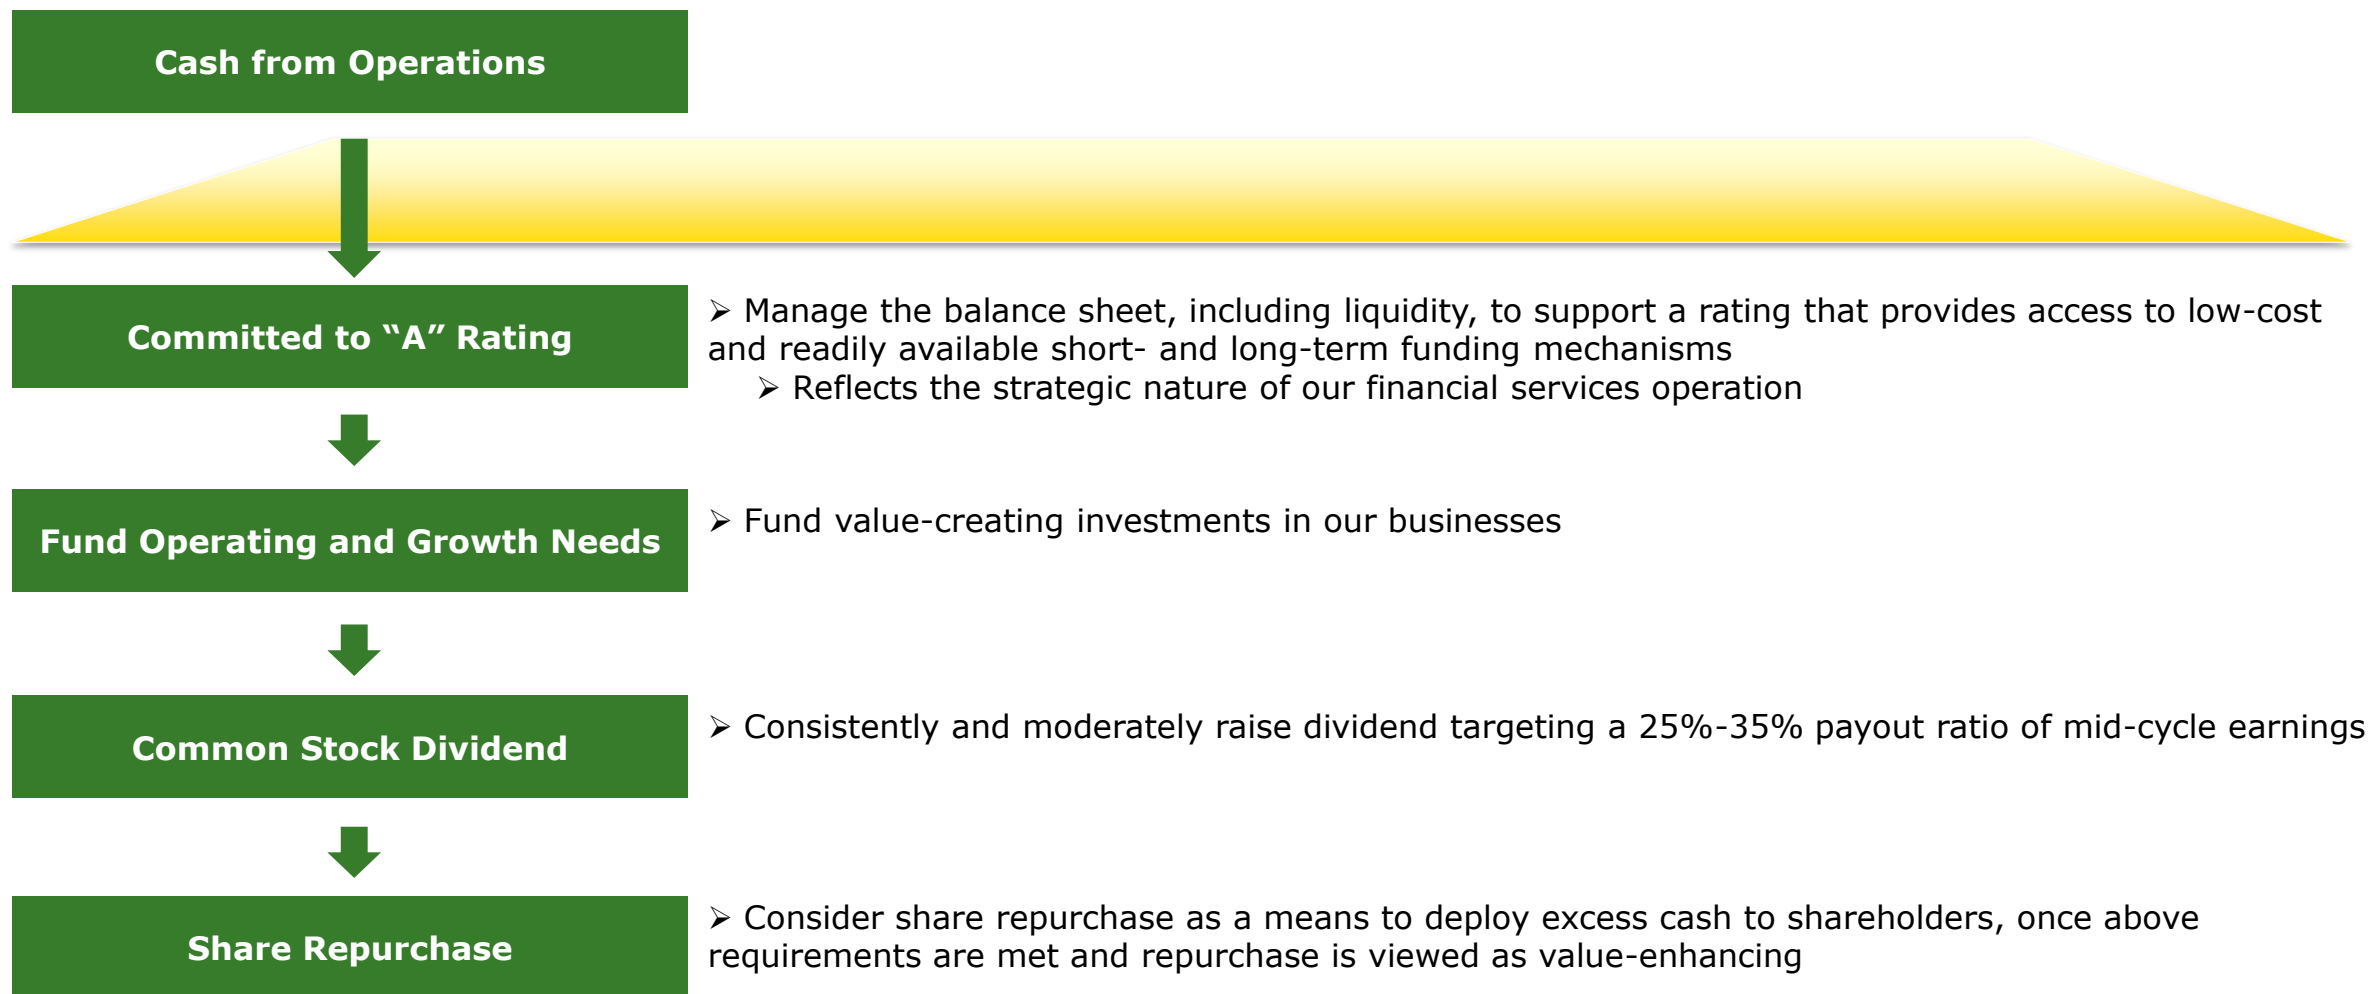 Cash from Operations
Committed to “A” Rating
➢ Manage the balance sheet, including liquidity, to support a rating that provides access to low-cost
and readily available short- and long-term funding mechanisms
➢ Reflects the strategic nature of our financial services operation
Fund Operating and Growth Needs
➢ Fund value-creating investments in our businesses
Common Stock Dividend
➢ Consistently and moderately raise dividend targeting a 25%-35% payout ratio of mid-cycle earnings
Share Repurchase
➢ Consider share repurchase as a means to deploy excess cash to shareholders, once above
requirements are met and repurchase is viewed as value-enhancing